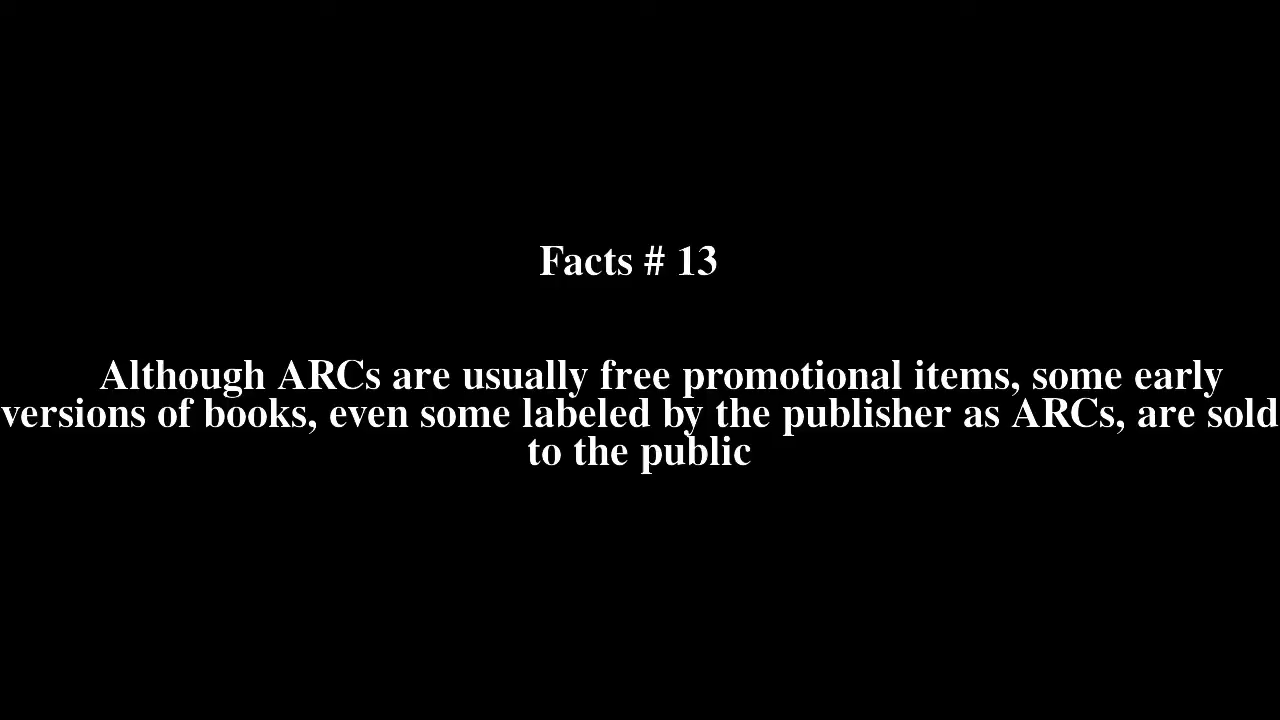 Facts # 13
Although ARCs are usually free promotional items, some early
versions of books, even some labeled by the publisher as ARCs, are sold
to the public